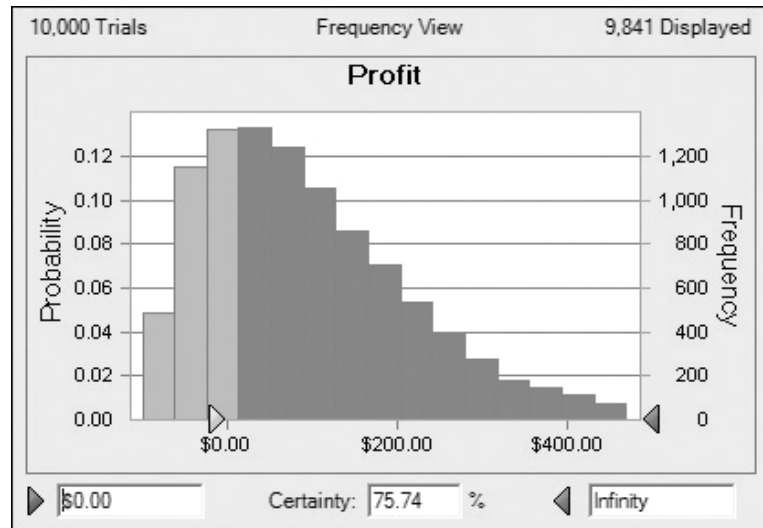 10,000 Trials Frequency View 9,841 Displayed
Profit
Probability
0.12
0.10
0.08
0.06
0.04
0.02
0.00
1,200
1,000
800
600
400
200
0
Frequency
$0.00 $200.00 $400.00
$0.00 Certainty: 75.74 % Infinity